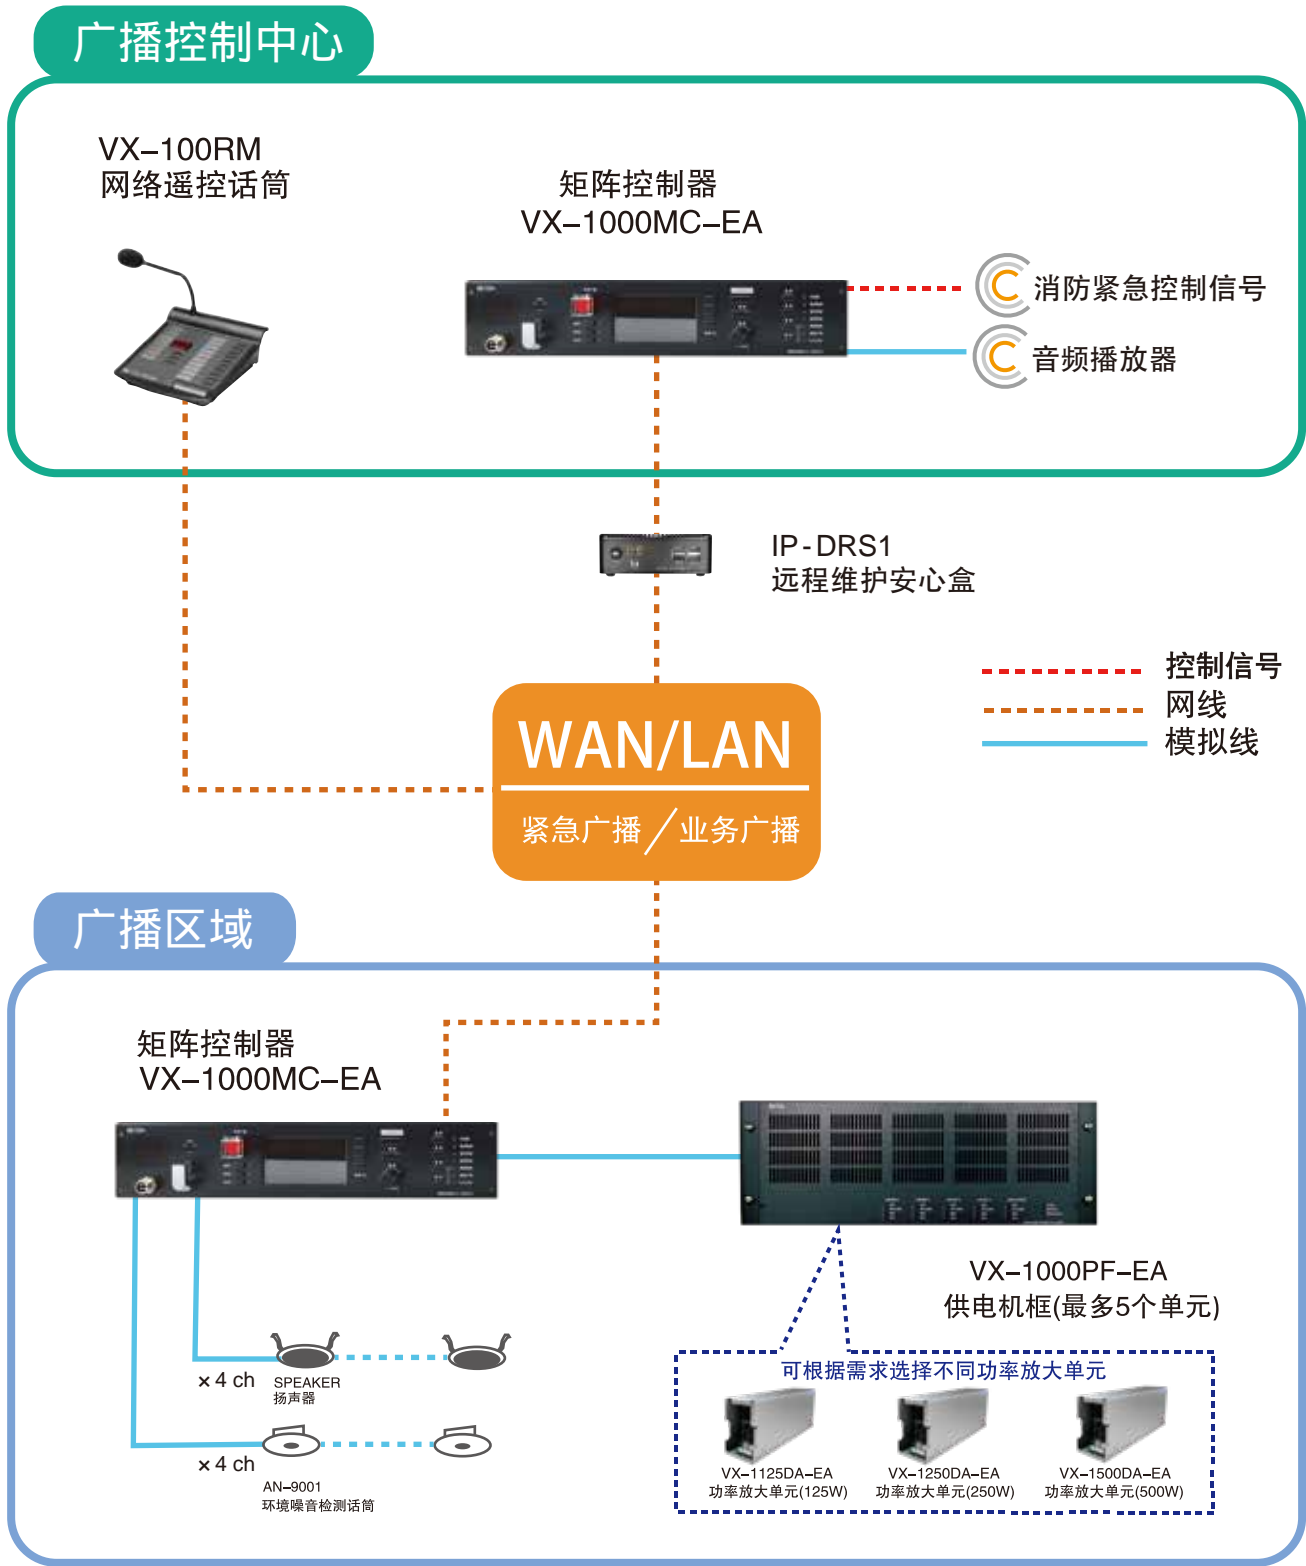 广播控制中心
VX-100RM
网络遥控话筒
矩阵控制器
VX-1000MC-EA
消防紧急控制信号
音频播放器
IP-DRS1
远程维护安心盒
控制信号
网线
模拟线
WAN/LAN
紧急广播/业务广播
广播区域
矩阵控制器
VX-1000MC-EA
VX-1000PF-EA
供电机框(最多5个单元)
× 4 ch
SPEAKER
扬声器
× 4 ch
AN-9001
环境噪音检测话筒
可根据需求选择不同功率放大单元
VX-1125DA-EA
功率放大单元(125W)
VX-1250DA-EA
功率放大单元(250W)
VX-1500DA-EA
功率放大单元(500W)